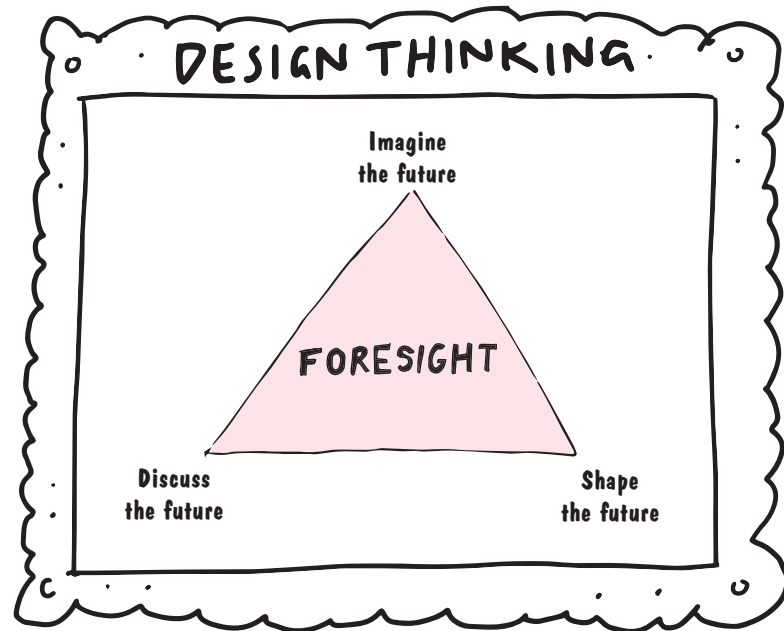 DESIGN THINKING
Imagine
the future
FORESIGHT
Discuss
the future
Shape
the future